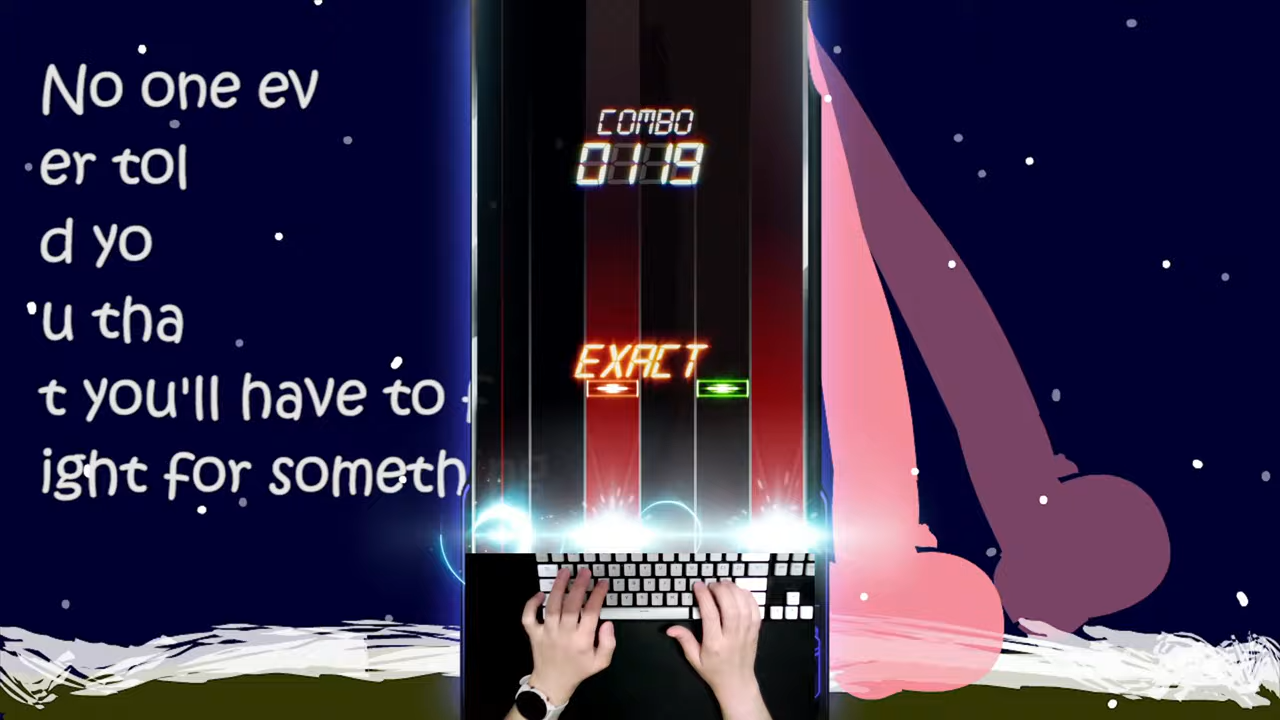 No one ev
er tol
d yo
u tha
t you'll have to f
ight for someth
COMBO
0119
EXACT